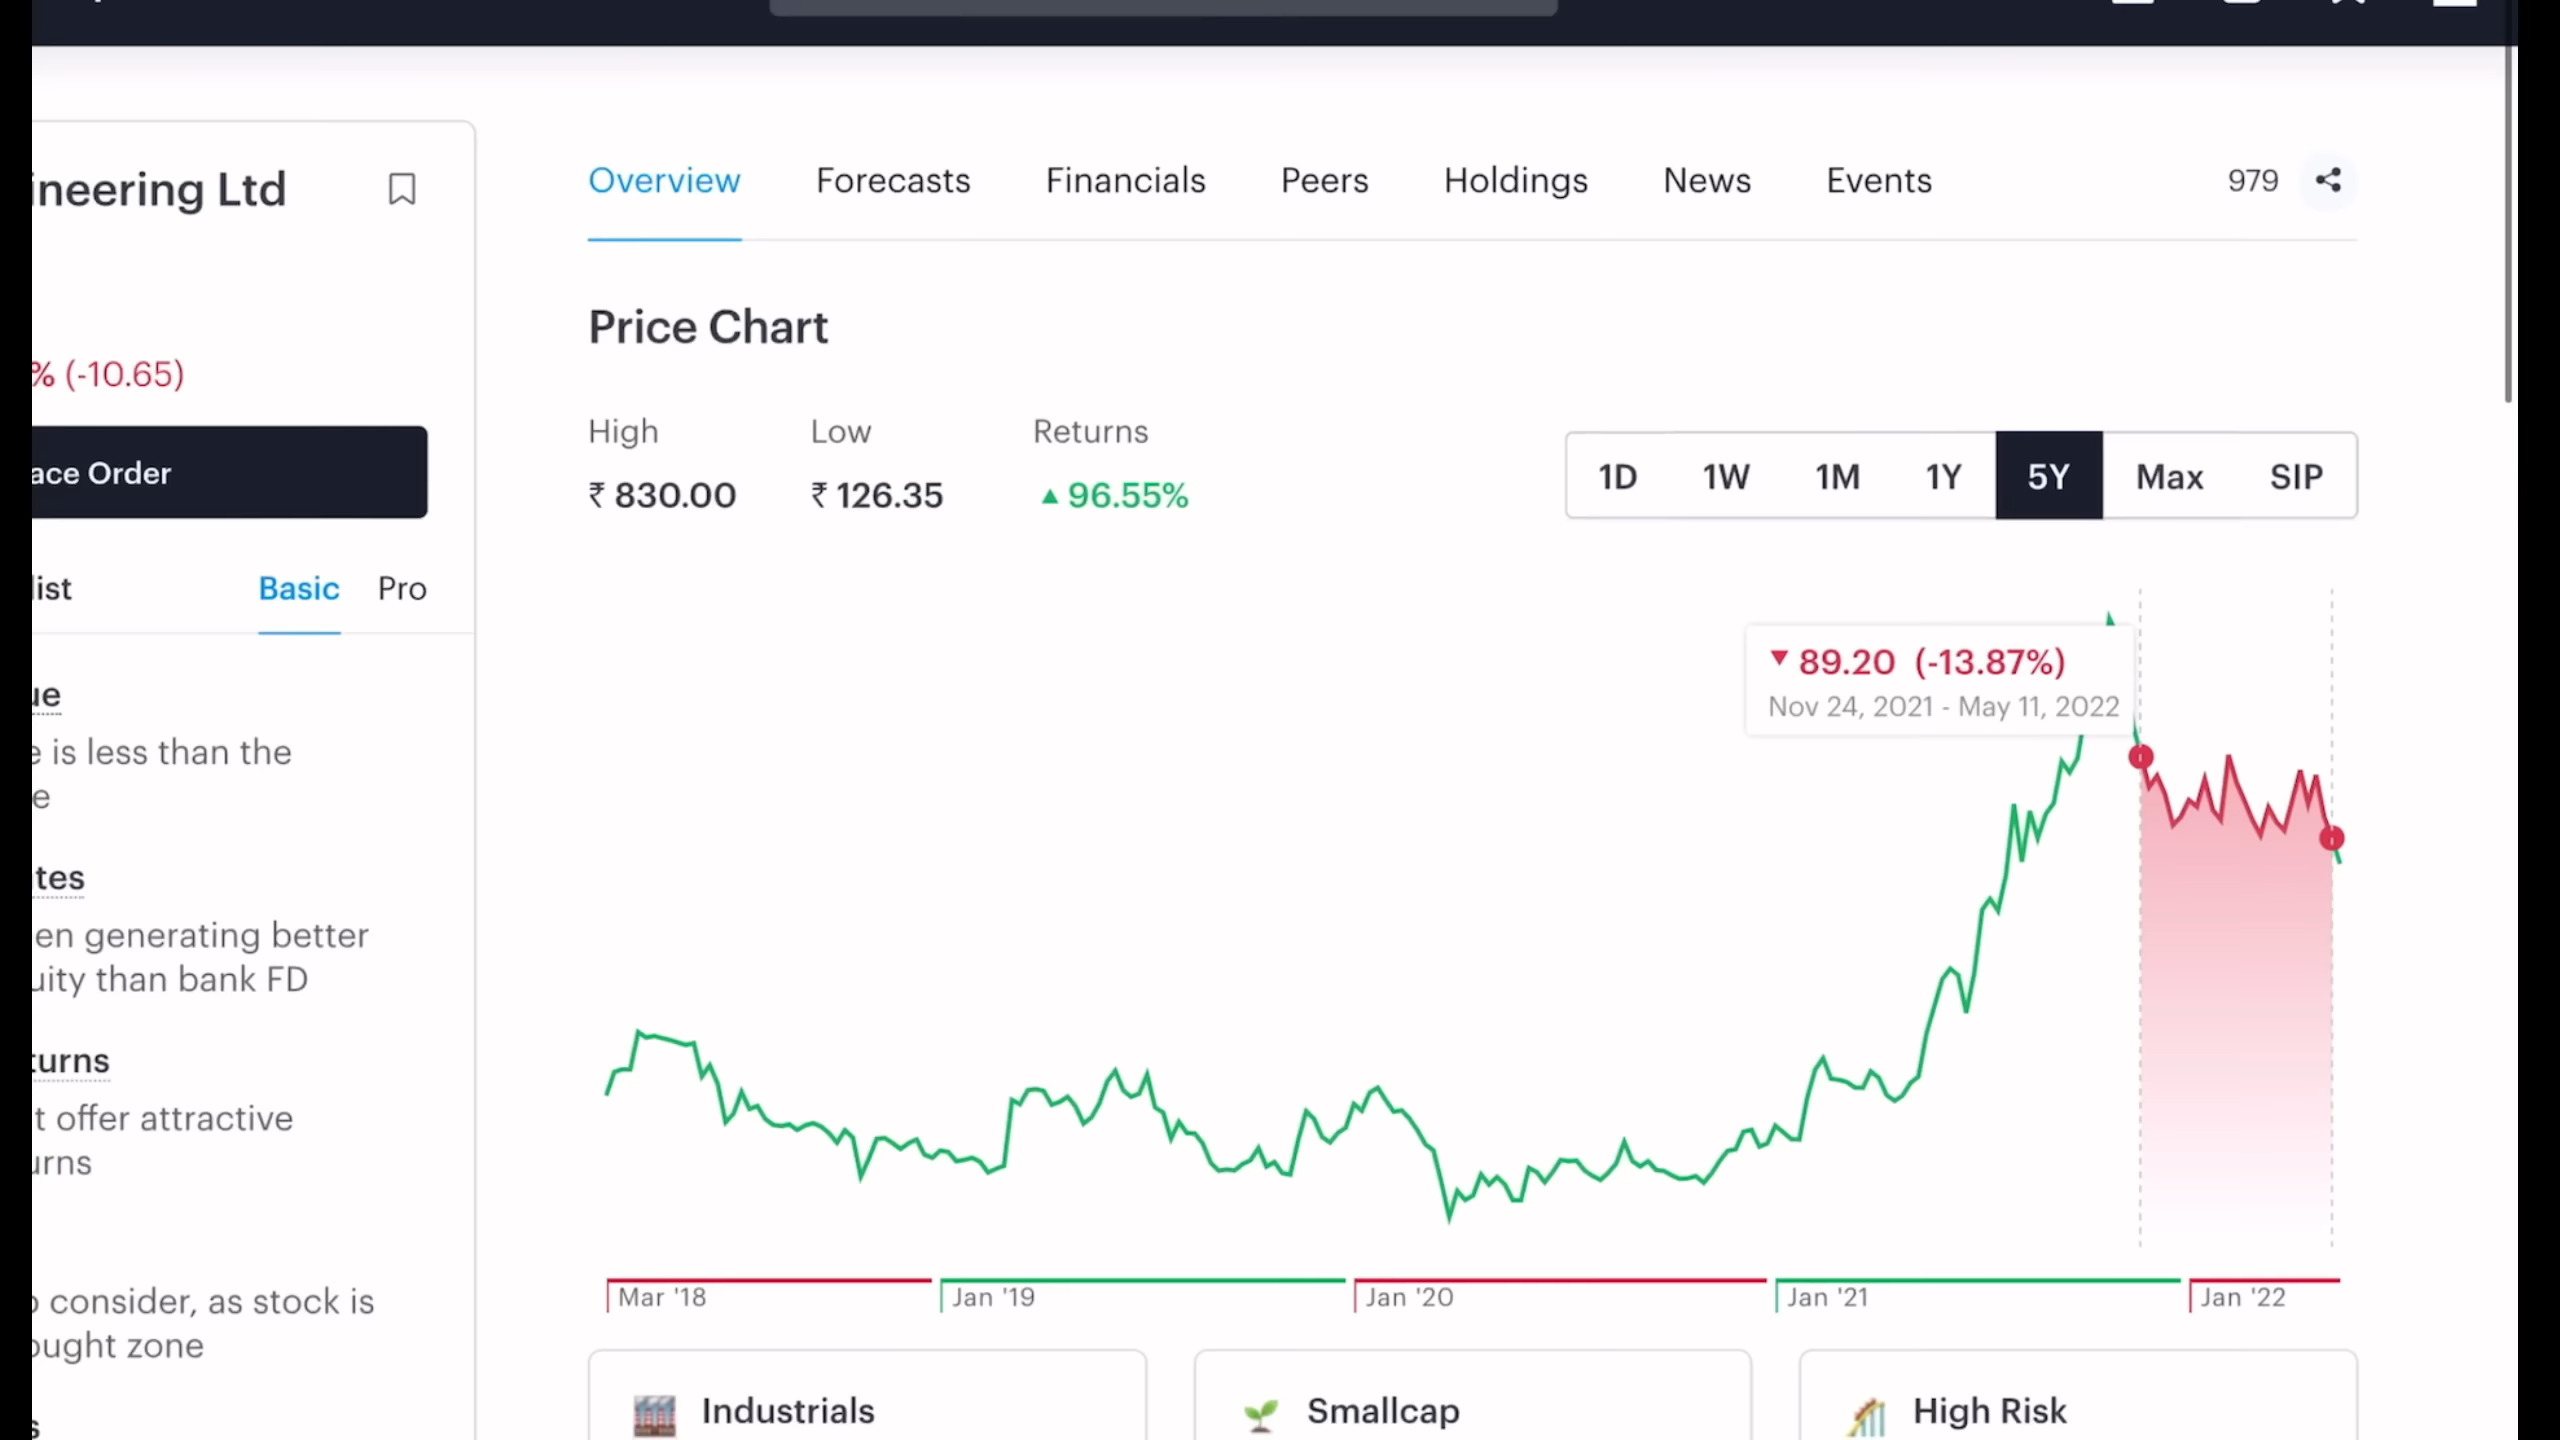 ineering Ltd
% (-10.65)
ace Order
list
Basic
Pro
ue
e is less than the
e
tes
en generating better
uity than bank FD
turns
t offer attractive
urns
o consider, as stock is
ought zone
s
Overview
Forecasts
Financials
Peers
Holdings
News
Events
979
Price Chart
High
Low
Returns
₹ 830.00
₹ 126.35
▲ 96.55%
1D
1W
1M
1Y
5Y
Max
SIP
▼ 89.20 (-13.87%)
Nov 24, 2021 - May 11, 2022
Mar '18
Jan '19
Jan '20
Jan '21
Jan '22
Industrials
Smallcap
High Risk